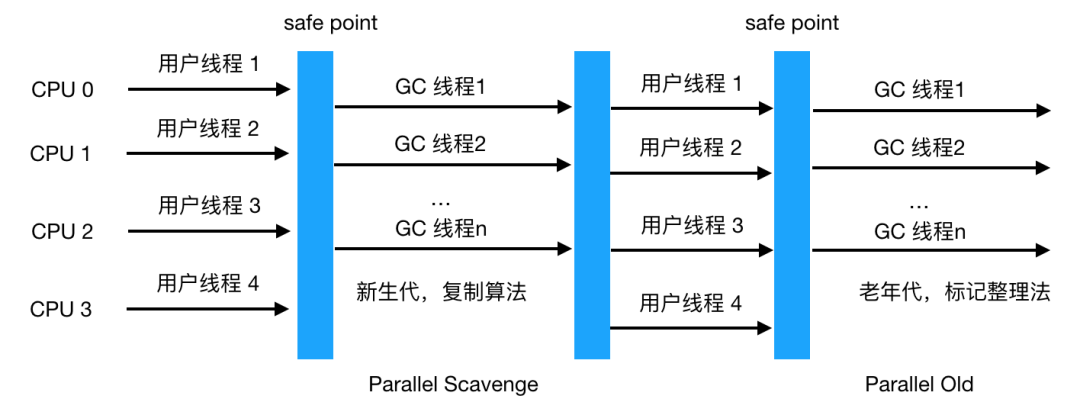 safe point
safe point
CPU 0
用户线程 1
GC 线程1
用户线程 1
GC 线程1
CPU 1
用户线程 2
GC 线程2
用户线程 2
GC 线程2
...
...
CPU 2
用户线程 3
GC 线程n
用户线程 3
GC 线程n
CPU 3
用户线程 4
新生代，复制算法
用户线程 4
老年代，标记整理法
Parallel Scavenge
Parallel Old